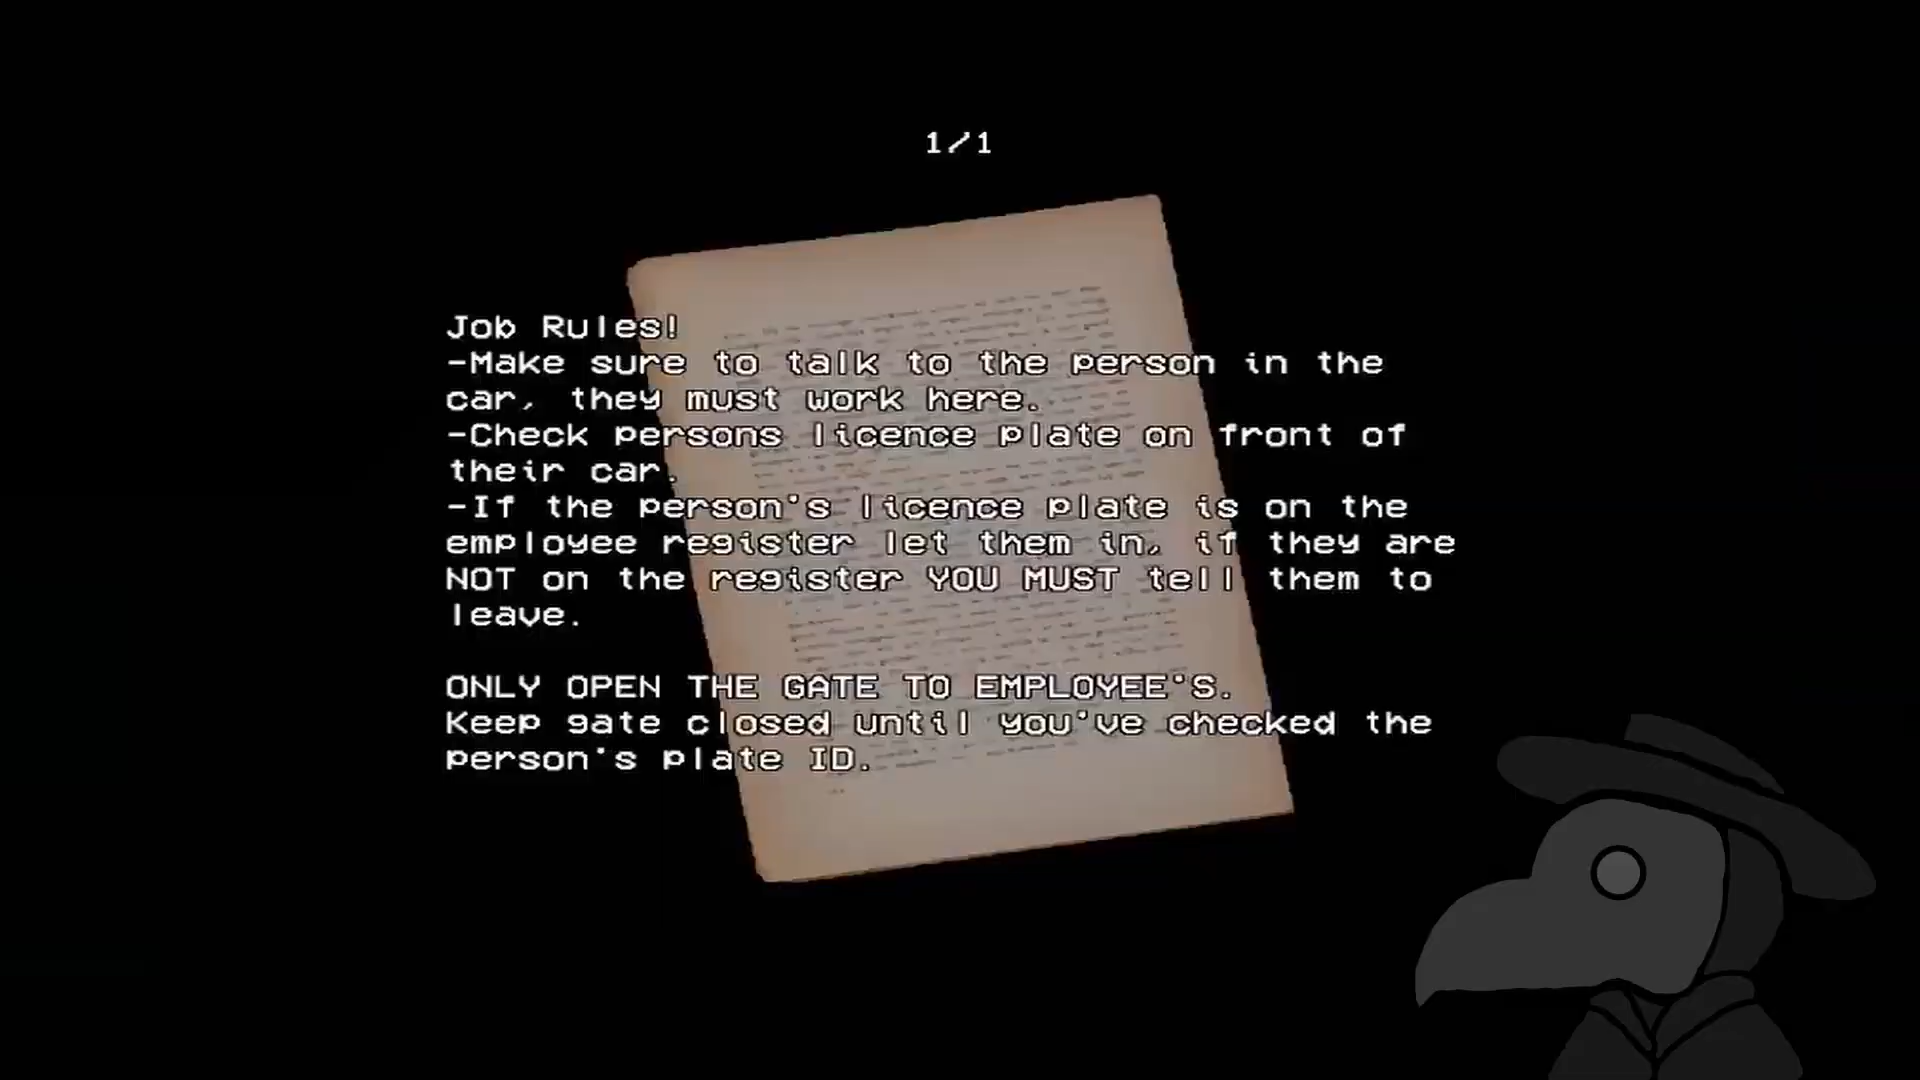 1/1
Job Rules!
-Make sure to talk to the person in the
car, they must work here.
-Check persons licence plate on front of
their car.
-If the person's licence plate is on the
employee register let them in, if they are
NOT on the register YOU MUST tell them to
leave.
ONLY OPEN THE GATE TO EMPLOYEE'S.
Keep gate closed until you've checked the
person's plate ID.